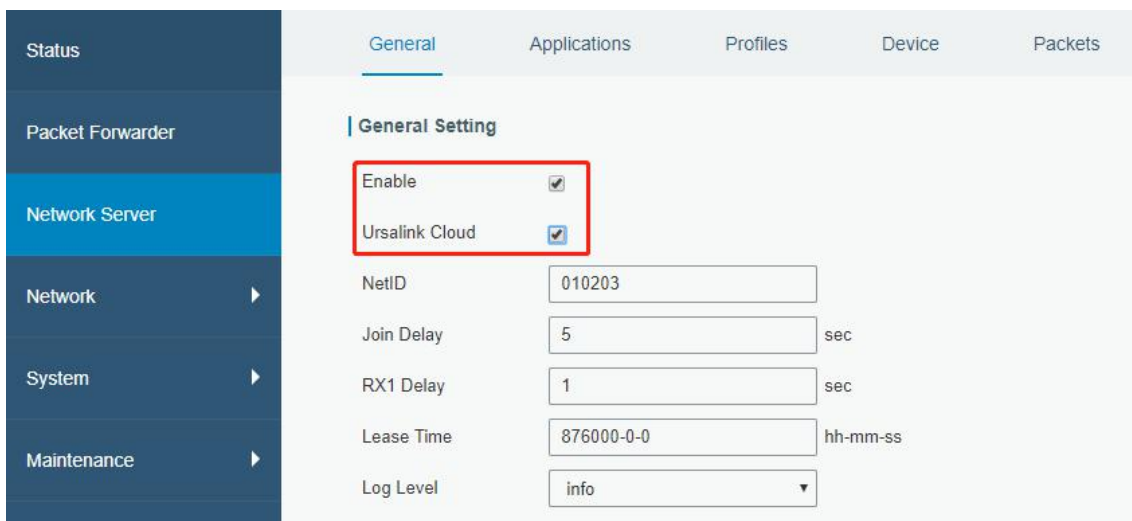 Status
Packet Forwarder
Network Server
Network
System
Maintenance
General Applications Profiles Device Packets
General Setting
Enable
Ursalink Cloud
NetID 010203
Join Delay 5 sec
RX1 Delay 1 sec
Lease Time 876000-0-0 hh-mm-ss
Log Level info